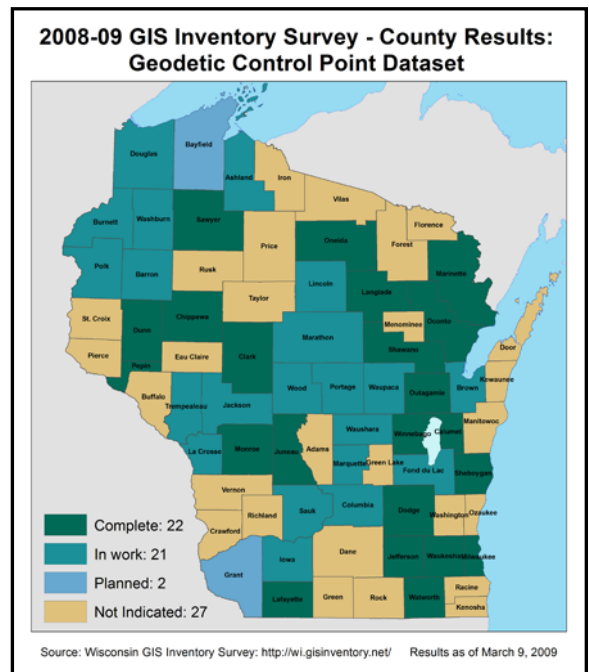 2008-09 GIS Inventory Survey - County Results:
Geodetic Control Point Dataset
Bayfield
Douglas
Ashland
Iron
Vilas
Florence
Burnett
Washburn
Sawyer
Price
Oneida
Forest
Marinette
Polk
Barron
Rusk
Lincoln
Langlade
Taylor
St. Croix
Chippewa
Menominee
Oconto
Dunn
Marathon
Shawano
Pierce
Pepin
Eau Claire
Clark
Door
Kewaunee
Buffalo
Trempealeau
Jackson
Wood
Portage
Waupaca
Outagamie
Brown
Manitowoc
Waushara
Winnebago
Calumet
La Crosse
Monroe
Juneau
Adams
Marquette
Green Lake
Fond du Lac
Sheboygan
Vernon
Richland
Sauk
Columbia
Dodge
Washington
Ozaukee
Crawford
Dane
Jefferson
Waukesha
Milwaukee
Grant
Iowa
Lafayette
Green
Rock
Walworth
Racine
Kenosha
Complete: 22
In work: 21
Planned: 2
Not Indicated: 27
Source: Wisconsin GIS Inventory Survey: http://wi.gisinventory.net/ Results as of March 9, 2009